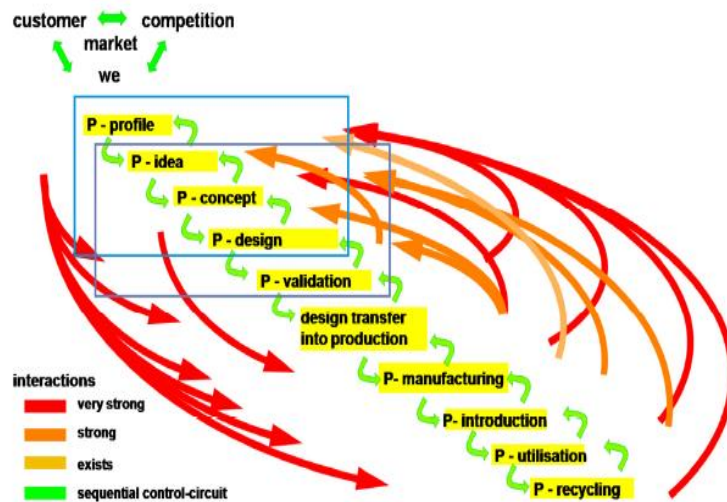 customer competition
market
we
P - profile
P - idea
P - concept
P - design
P - validation
design transfer
into production
P- manufacturing
P- introduction
P - utilisation
P - recycling
interactions
very strong
strong
exists
sequential control-circuit